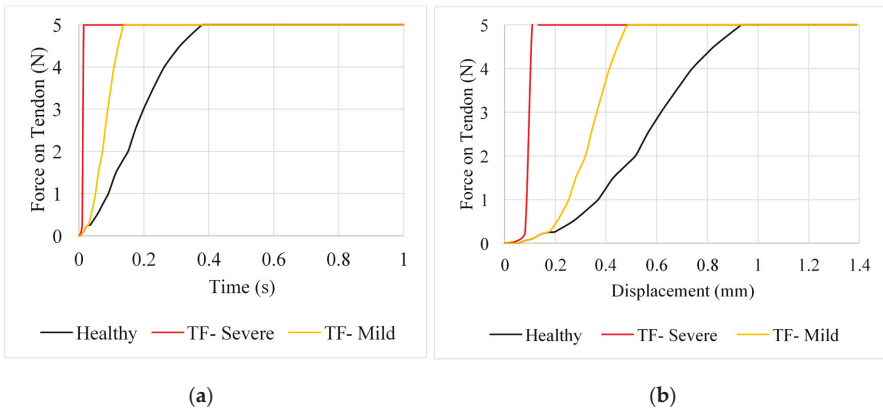 Force on Tendon (N)
5
4
3
2
1
0
0 0.2 0.4 0.6 0.8 1
Time (s)
Healthy TF- Severe TF- Mild
(a)
Force on Tendon (N)
5
4
3
2
1
0
0 0.2 0.4 0.6 0.8 1 1.2 1.4
Displacement (mm)
Healthy TF- Severe TF- Mild
(b)